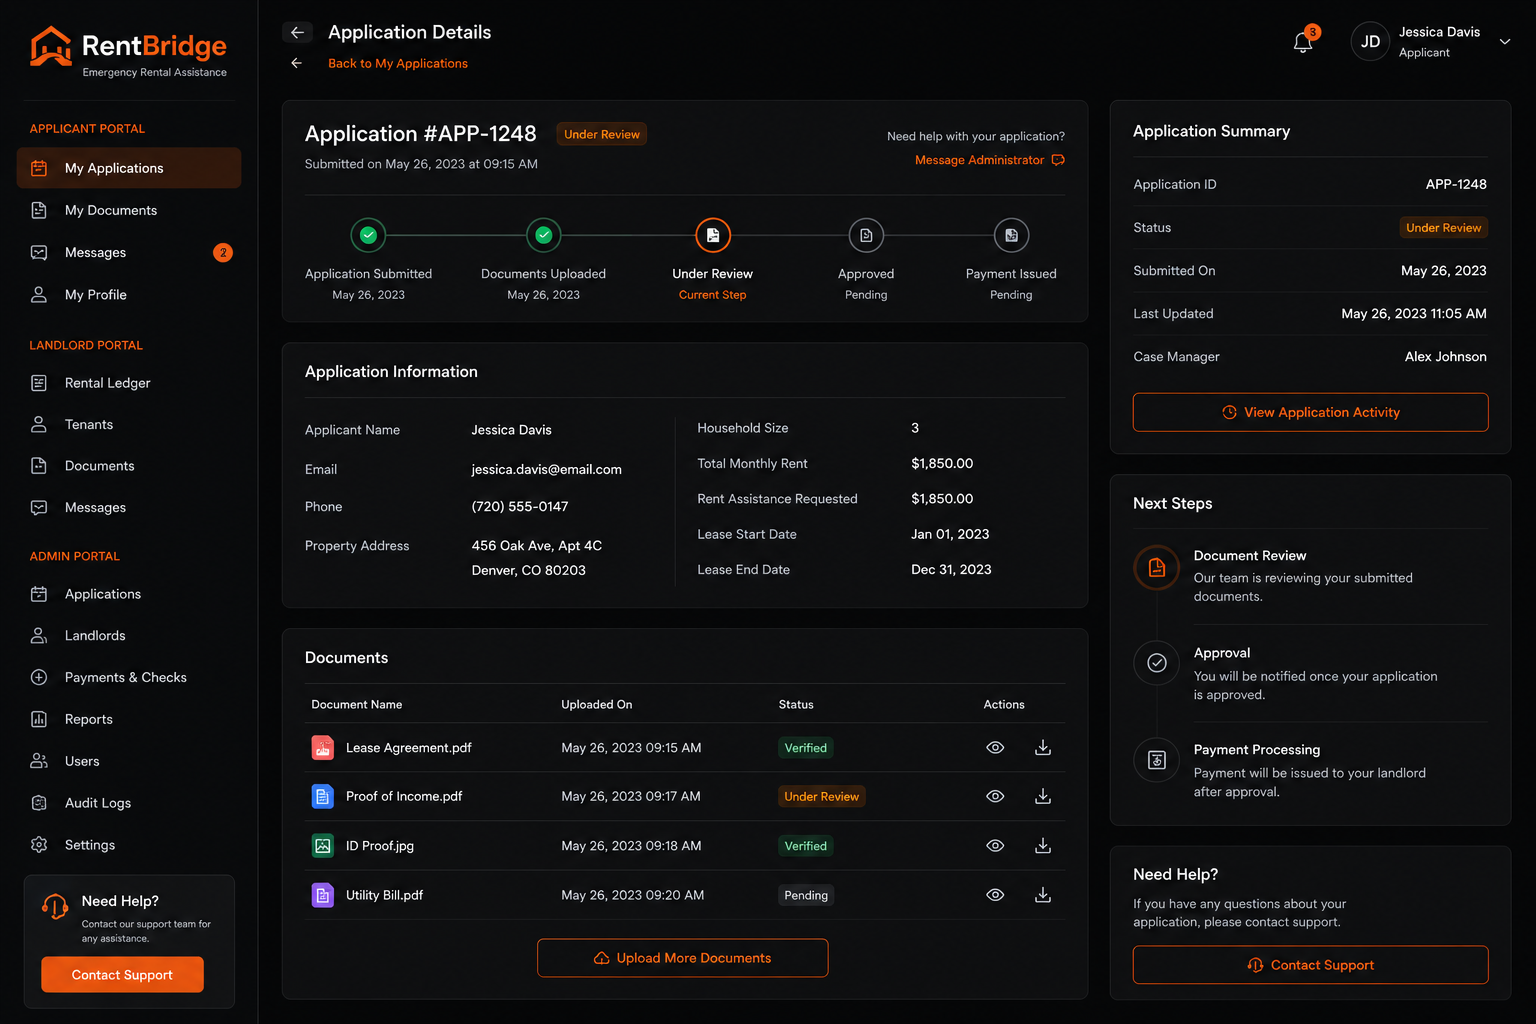 RentBridge
Emergency Rental Assistance
APPLICANT PORTAL
My Applications
My Documents
Messages 2
My Profile
LANDLORD PORTAL
Rental Ledger
Tenants
Documents
Messages
ADMIN PORTAL
Applications
Landlords
Payments & Checks
Reports
Users
Audit Logs
Settings
Need Help?
Contact our support team for
any assistance.
Contact Support
Application Details
Back to My Applications
3
JD
Jessica Davis
Applicant
Application #APP-1248 Under Review
Submitted on May 26, 2023 at 09:15 AM
Need help with your application?
Message Administrator
Application Submitted
May 26, 2023
Documents Uploaded
May 26, 2023
Under Review
Current Step
Approved
Pending
Payment Issued
Pending
Application Information
Applicant Name Jessica Davis
Email jessica.davis@email.com
Phone (720) 555-0147
Property Address 456 Oak Ave, Apt 4C
Denver, CO 80203
Household Size 3
Total Monthly Rent $1,850.00
Rent Assistance Requested $1,850.00
Lease Start Date Jan 01, 2023
Lease End Date Dec 31, 2023
Documents
Document Name Uploaded On Status Actions
Lease Agreement.pdf May 26, 2023 09:15 AM Verified
Proof of Income.pdf May 26, 2023 09:17 AM Under Review
ID Proof.jpg May 26, 2023 09:18 AM Verified
Utility Bill.pdf May 26, 2023 09:20 AM Pending
Upload More Documents
Application Summary
Application ID APP-1248
Status Under Review
Submitted On May 26, 2023
Last Updated May 26, 2023 11:05 AM
Case Manager Alex Johnson
View Application Activity
Next Steps
Document Review
Our team is reviewing your submitted
documents.
Approval
You will be notified once your application
is approved.
Payment Processing
Payment will be issued to your landlord
after approval.
Need Help?
If you have any questions about your
application, please contact support.
Contact Support